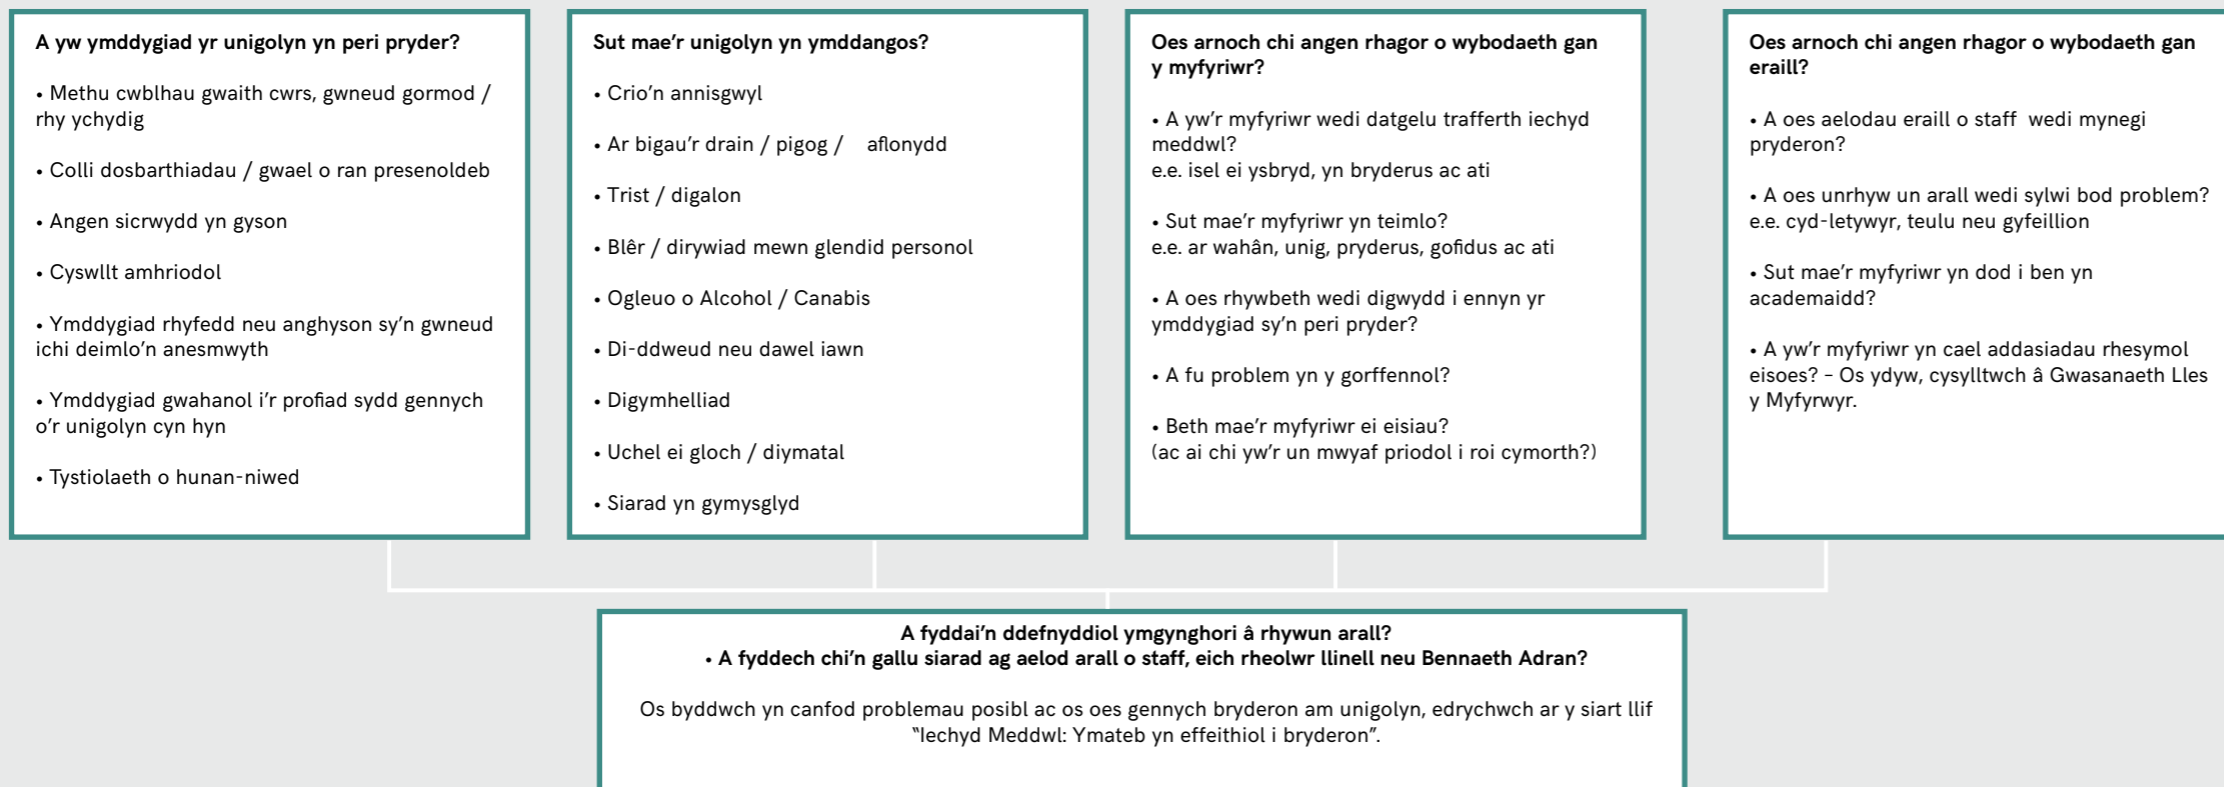 A yw ymddygiad yr unigolyn yn peri pryder?
• Methu cwblhau gwaith cwrs, gwneud gormod /
rhy ychydig
• Colli dosbarthiadau / gwael o ran presenoldeb
• Angen sicrwydd yn gyson
• Cyswllt amhriodol
• Ymddygiad rhyfedd neu anghyson sy'n gwneud
ichi deimlo'n anesmwyth
• Ymddygiad gwahanol i'r profiad sydd gennych
o'r unigolyn cyn hyn
• Tystiolaeth o hunan-niwed
Sut mae'r unigolyn yn ymddangos?
• Crio'n annisgwyl
• Ar bigau'r drain / pigog / aflonydd
• Trist / digalon
• Blêr / dirywiad mewn glendid personol
• Ogleuo o Alcohol / Canabis
• Di-ddweud neu dawel iawn
• Digymhelliad
• Uchel ei gloch / diymatal
• Siarad yn gymysglyd
Oes arnoch chi angen rhagor o wybodaeth gan
y myfyriwr?
• A yw'r myfyriwr wedi datgelu trafferth iechyd
meddwl?
e.e. isel ei ysbryd, yn bryderus ac ati
• Sut mae'r myfyriwr yn teimlo?
e.e. ar wahân, unig, pryderus, gofidus ac ati
• A oes rhywbeth wedi digwydd i ennyn yr
ymddygiad sy'n peri pryder?
• A fu problem yn y gorffennol?
• Beth mae'r myfyriwr ei eisiau?
(ac ai chi yw'r un mwyaf priodol i roi cymorth?)
Oes arnoch chi angen rhagor o wybodaeth gan
eraill?
• A oes aelodau eraill o staff wedi mynegi
pryderon?
• A oes unrhyw un arall wedi sylwi bod problem?
e.e. cyd-letywyr, teulu neu gyfeillion
• Sut mae'r myfyriwr yn dod i ben yn
academaidd?
• A yw'r myfyriwr yn cael addasiadau rhesymol
eisoes? – Os ydyw, cysylltwch â Gwasanaeth Lles
y Myfyrwyr.
A fyddai'n ddefnyddiol ymgynghori â rhywun arall?
• A fyddech chi'n gallu siarad ag aelod arall o staff, eich rheolwr llinell neu Bennaeth Adran?
Os byddwch yn canfod problemau posibl ac os oes gennych bryderon am unigolyn, edrychwch ar y siart llif
"Iechyd Meddwl: Ymateb yn effeithiol i bryderon".